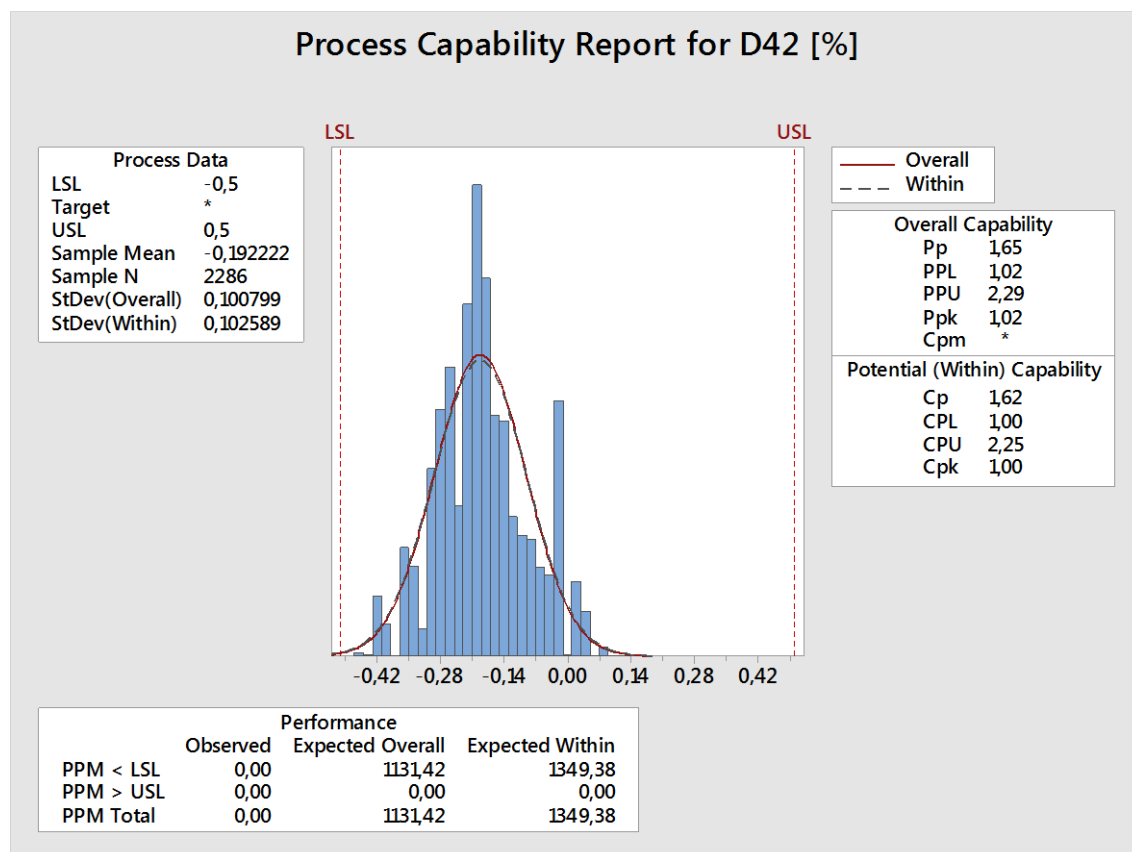 Process Capability Report for D42 [%]
LSL
USL
Process Data
LSL -0,5
Target *
USL 0,5
Sample Mean -0,192222
Sample N 2286
StDev(Overall) 0,100799
StDev(Within) 0,102589
Overall
Within
Overall Capability
Pp 1,65
PPL 1,02
PPU 2,29
Ppk 1,02
Cpm *
Potential (Within) Capability
Cp 1,62
CPL 1,00
CPU 2,25
Cpk 1,00
-0,42 -0,28 -0,14 0,00 0,14 0,28 0,42
Performance
Observed Expected Overall Expected Within
PPM < LSL 0,00 1131,42 1349,38
PPM > USL 0,00 0,00 0,00
PPM Total 0,00 1131,42 1349,38